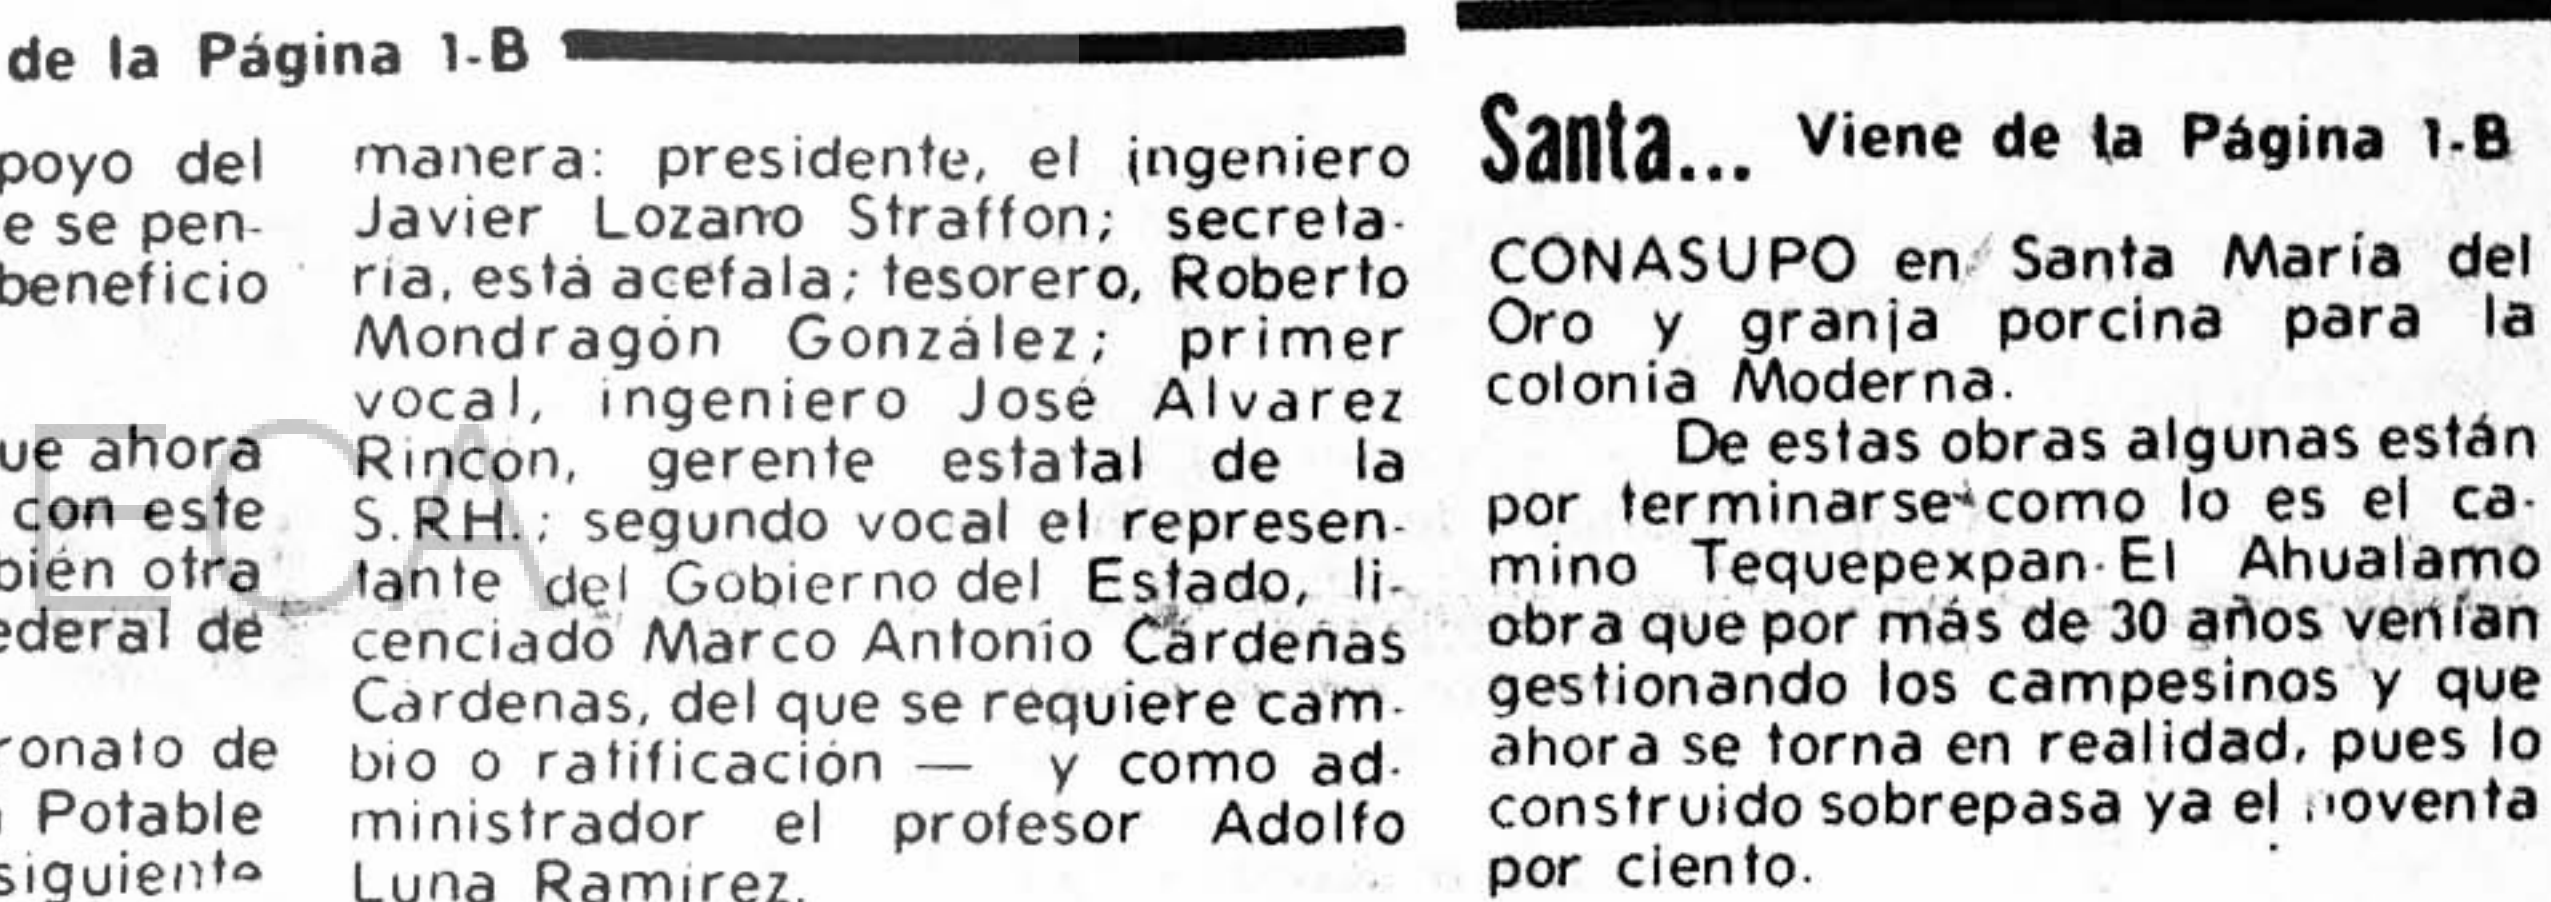 de la Página 1-B
poyo del
e se pen-
beneficio
ue ahora
con este
bién otra
ederal de
ronato de
Potable
siguiente
manera: presidente, el ingeniero
Javier Lozano Straffon; secreta-
ria, está acéfala; tesorero, Roberto
Mondragón González; primer
vocal, ingeniero José Alvarez
Rincón, gerente estatal de la
S.RH.; segundo vocal el represen-
tante del Gobierno del Estado, li-
cenciado Marco Antonio Cárdenas
Cárdenas, del que se requiere cam-
bio o ratificación — y como ad-
ministrador el profesor Adolfo
Luna Ramírez.
Santa... Viene de la Página 1-B
CONASUPO en Santa María del
Oro y granja porcina para la
colonia Moderna.
De estas obras algunas están
por terminarse como lo es el ca-
mino Tequepexpan-El Ahualamo
obra que por más de 30 años venían
gestionando los campesinos y que
ahora se torna en realidad, pues lo
construido sobrepasa ya el noventa
por ciento.
ECA